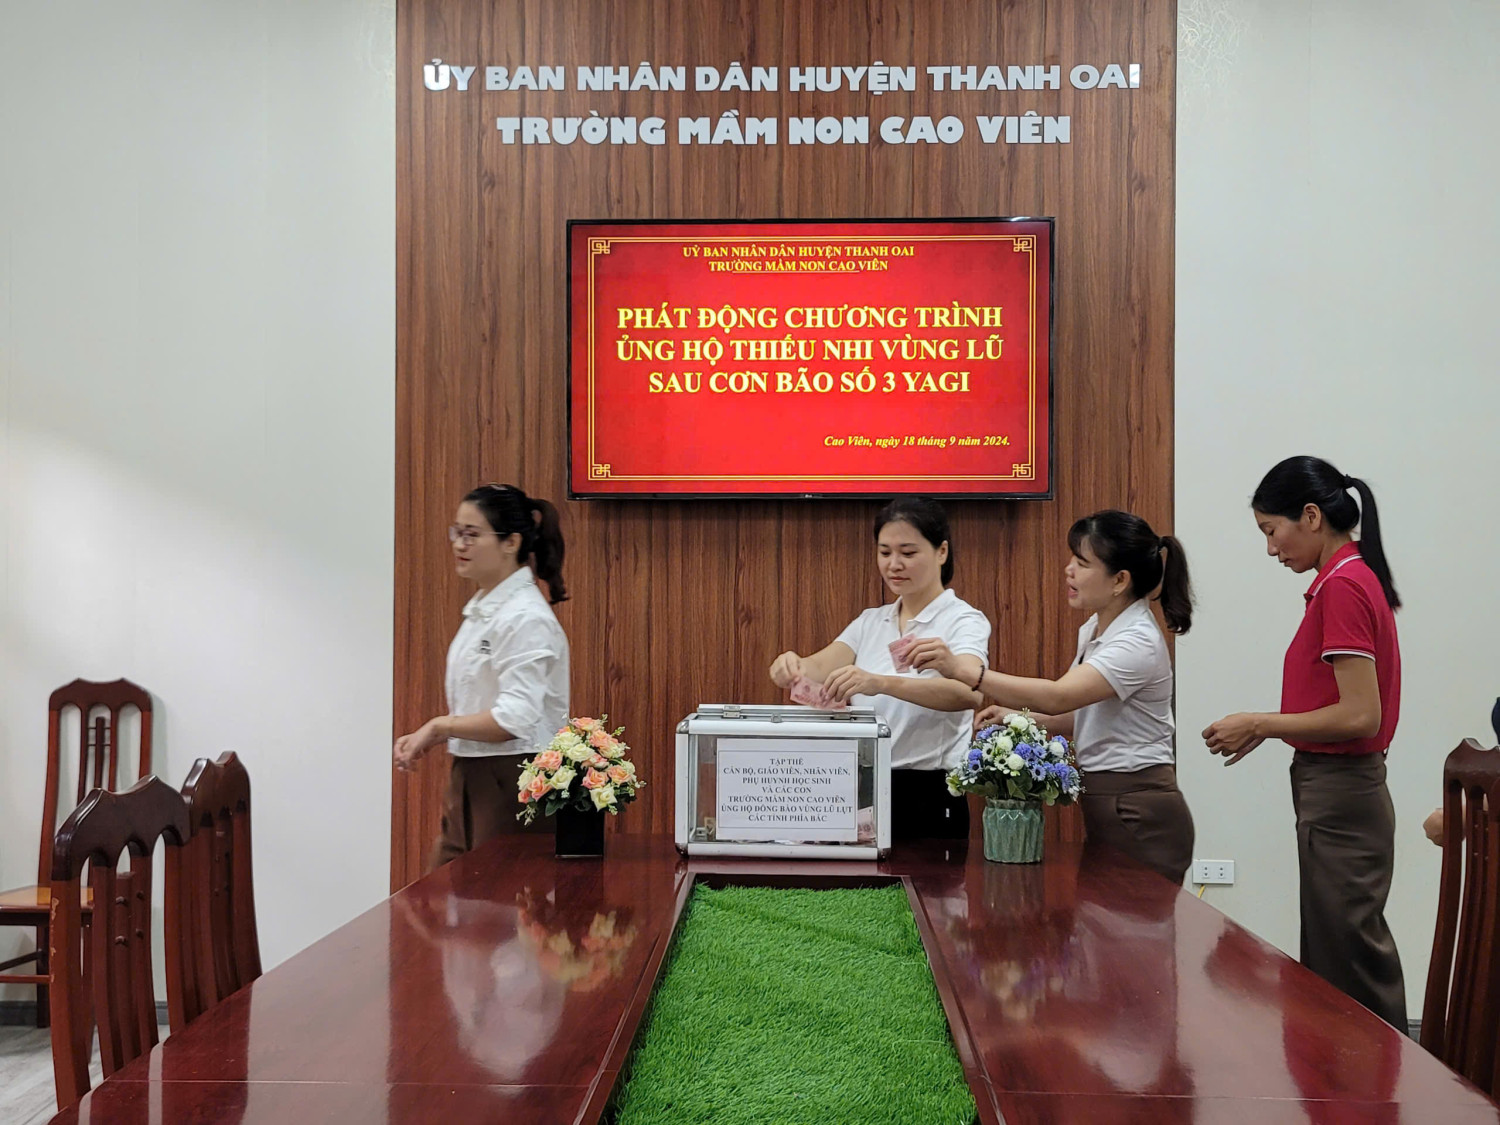 ỦY BAN NHÂN DÂN HUYỆN THANH OAI
TRƯỜNG MẦM NON CAO VIÊN
UỶ BAN NHÂN DÂN HUYỆN THANH OAI
TRƯỜNG MẦM NON CAO VIÊN
PHÁT ĐỘNG CHƯƠNG TRÌNH
ỦNG HỘ THIẾU NHI VÙNG LŨ
SAU CƠN BÃO SỐ 3 YAGI
Cao Viên, ngày 18 tháng 9 năm 2024.
TẬP THỂ
CÁN BỘ, GIÁO VIÊN, NHÂN VIÊN,
PHỤ HUYNH HỌC SINH
VÀ CÁC CON
TRƯỜNG MẦM NON CAO VIÊN
ỦNG HỘ ĐỒNG BÀO VÙNG LŨ LỤT
CÁC TỈNH PHÍA BẮC